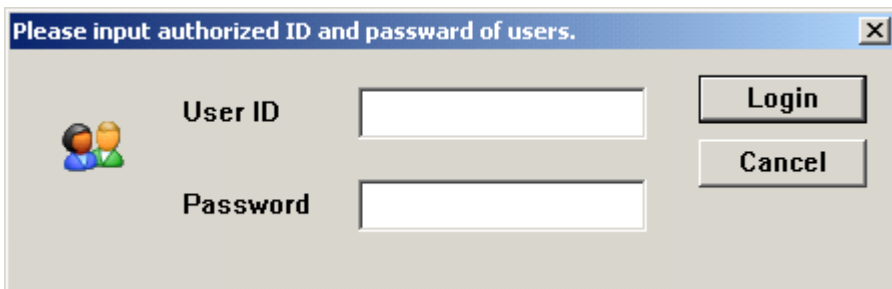 Please input authorized ID and passward of users.
User ID
Login
Cancel
Password